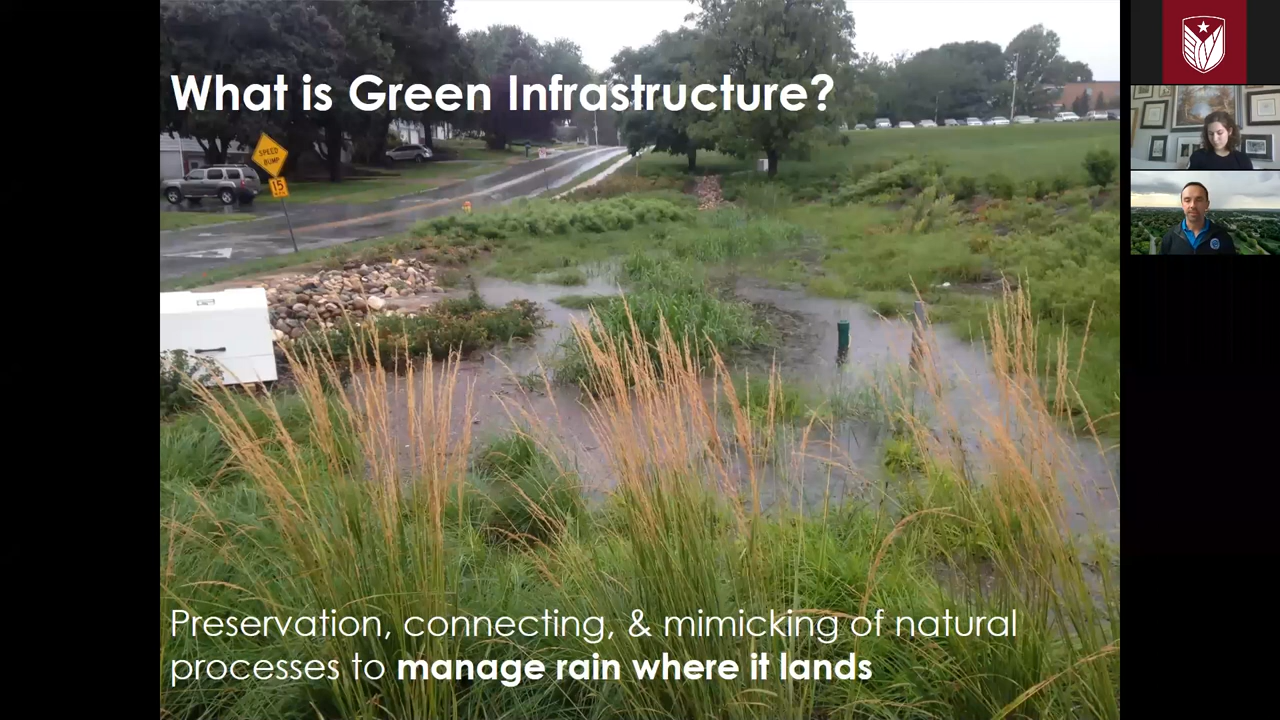 What is Green Infrastructure?
SPEED
BUMP
15
Preservation, connecting, & mimicking of natural
processes to manage rain where it lands